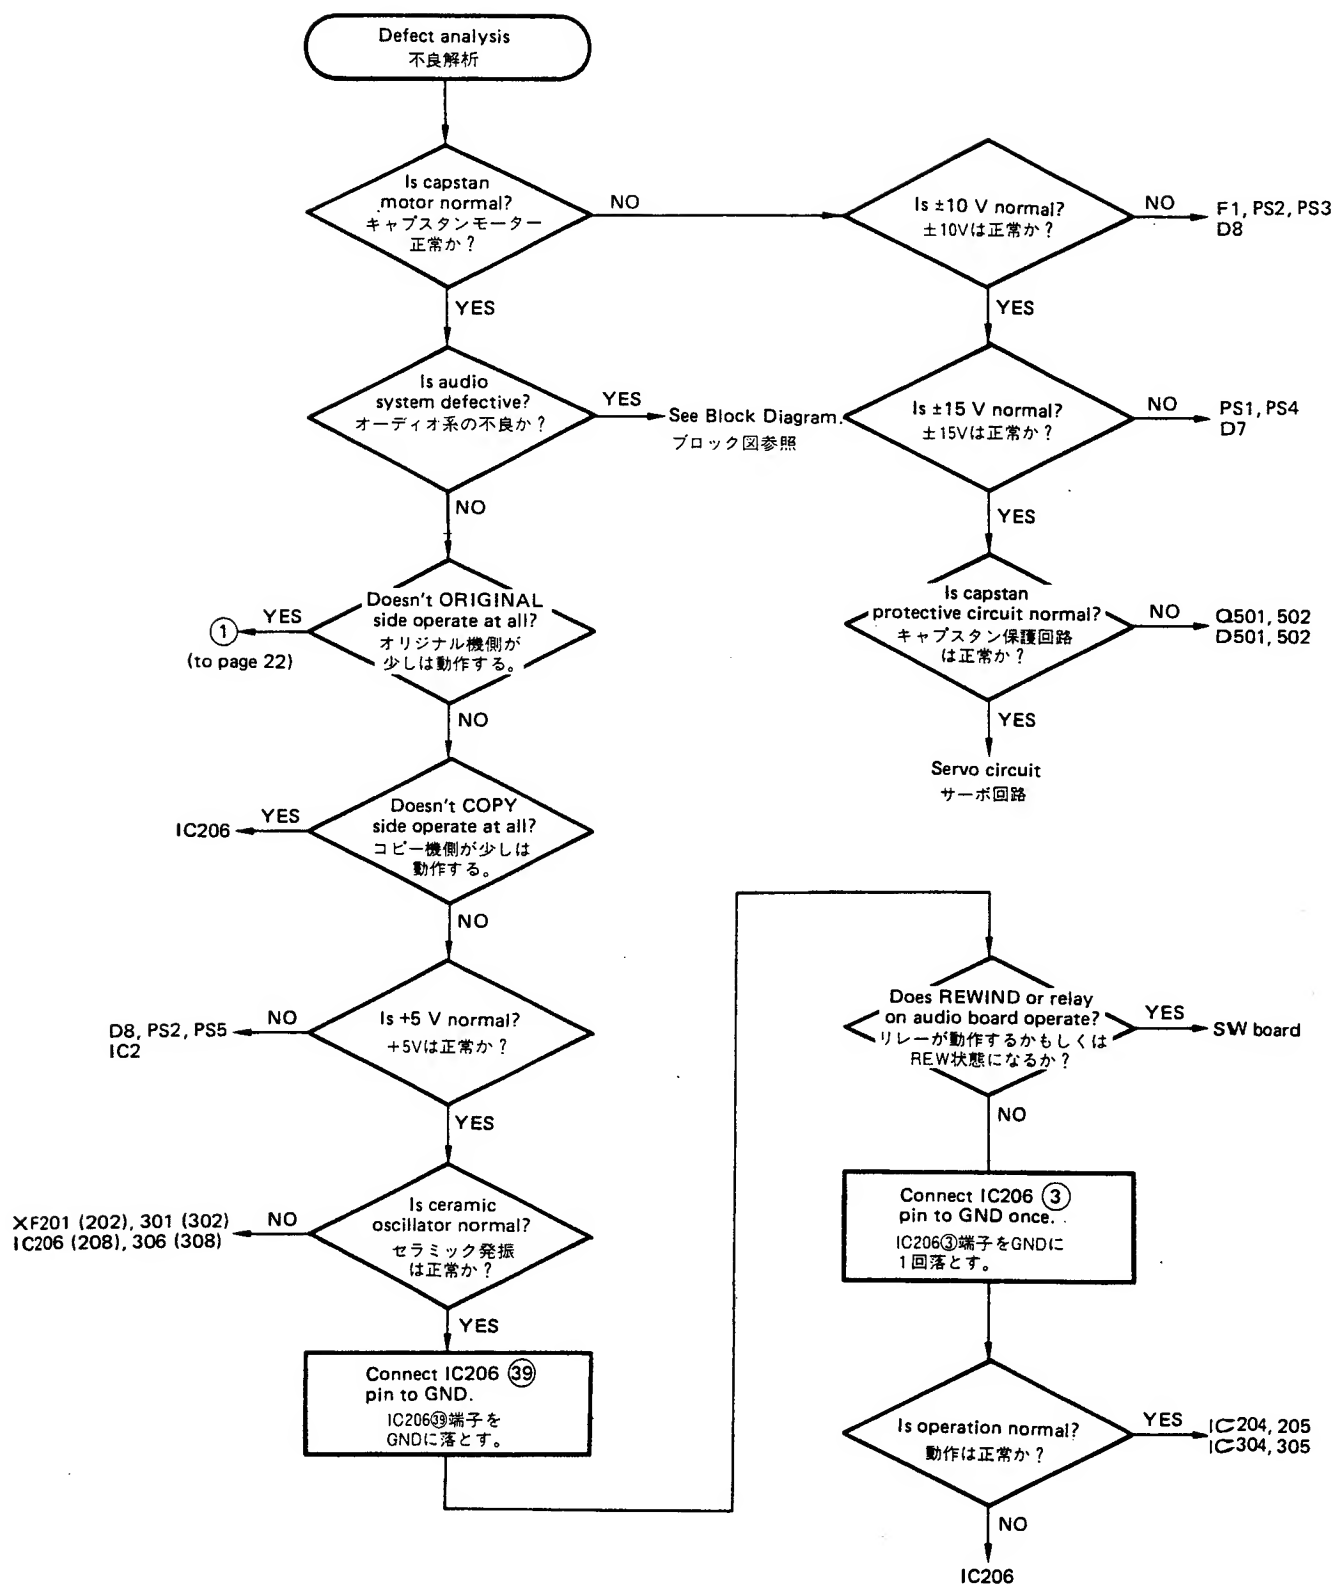 Defect analysis
不良解析
Is capstan
motor normal?
キャプスタンモーター
正常か？
NO
YES
Is ±10 V normal?
±10Vは正常か？
NO
F1, PS2, PS3
D8
YES
Is audio
system defective?
オーディオ系の不良か？
YES
See Block Diagram.
ブロック図参照
NO
Is ±15 V normal?
±15Vは正常か？
NO
PS1, PS4
D7
YES
Doesn't ORIGINAL
side operate at all?
オリジナル機側が
少しは動作する。
YES
①
(to page 22)
NO
Is capstan
protective circuit normal?
キャプスタン保護回路
は正常か？
NO
Q501, 502
D501, 502
YES
Servo circuit
サーボ回路
Doesn't COPY
side operate at all?
コピー機側が少しは
動作する。
YES
IC206
NO
Is +5 V normal?
+5Vは正常か？
NO
D8, PS2, PS5
IC2
YES
Is ceramic
oscillator normal?
セラミック発振
は正常か？
NO
XF201 (202), 301 (302)
IC206 (208), 306 (308)
YES
Connect IC206 ㊴
pin to GND.
IC206㊴端子を
GNDに落とす。
Does REWIND or relay
on audio board operate?
リレーが動作するかもしくは
REW状態になるか？
YES
SW board
NO
Connect IC206 ③
pin to GND once.
IC206③端子をGNDに
1回落とす。
Is operation normal?
動作は正常か？
YES
IC204, 205
IC304, 305
NO
IC206